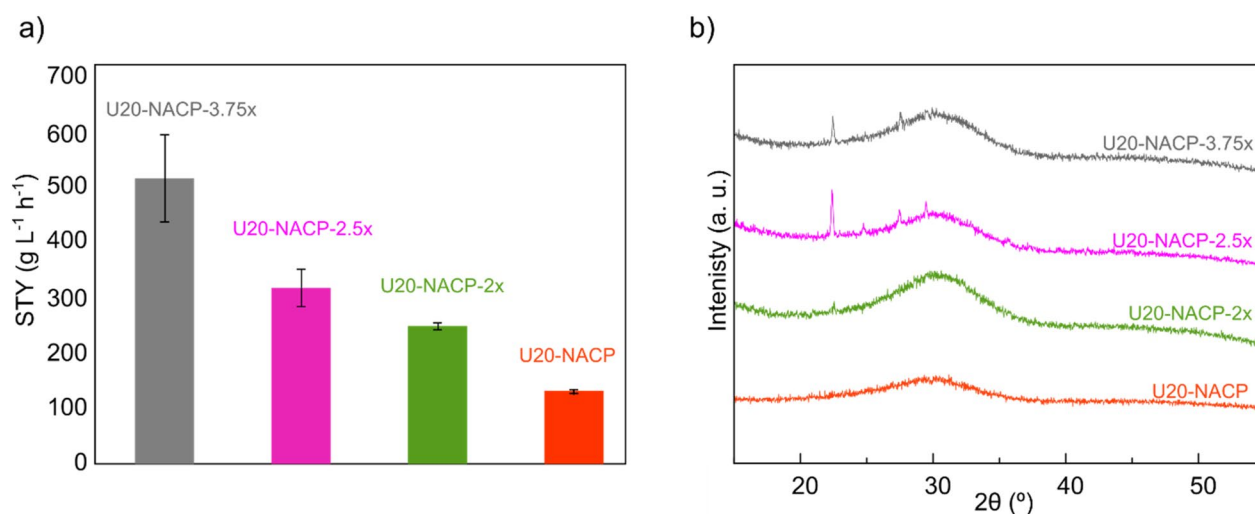 a)
STY (g L⁻¹ h⁻¹)
700
600
500
400
300
200
100
0
U20-NACP-3.75x
U20-NACP-2.5x
U20-NACP-2x
U20-NACP
b)
Intenisty (a. u.)
U20-NACP-3.75x
U20-NACP-2.5x
U20-NACP-2x
U20-NACP
20 30 40 50
2θ (º)